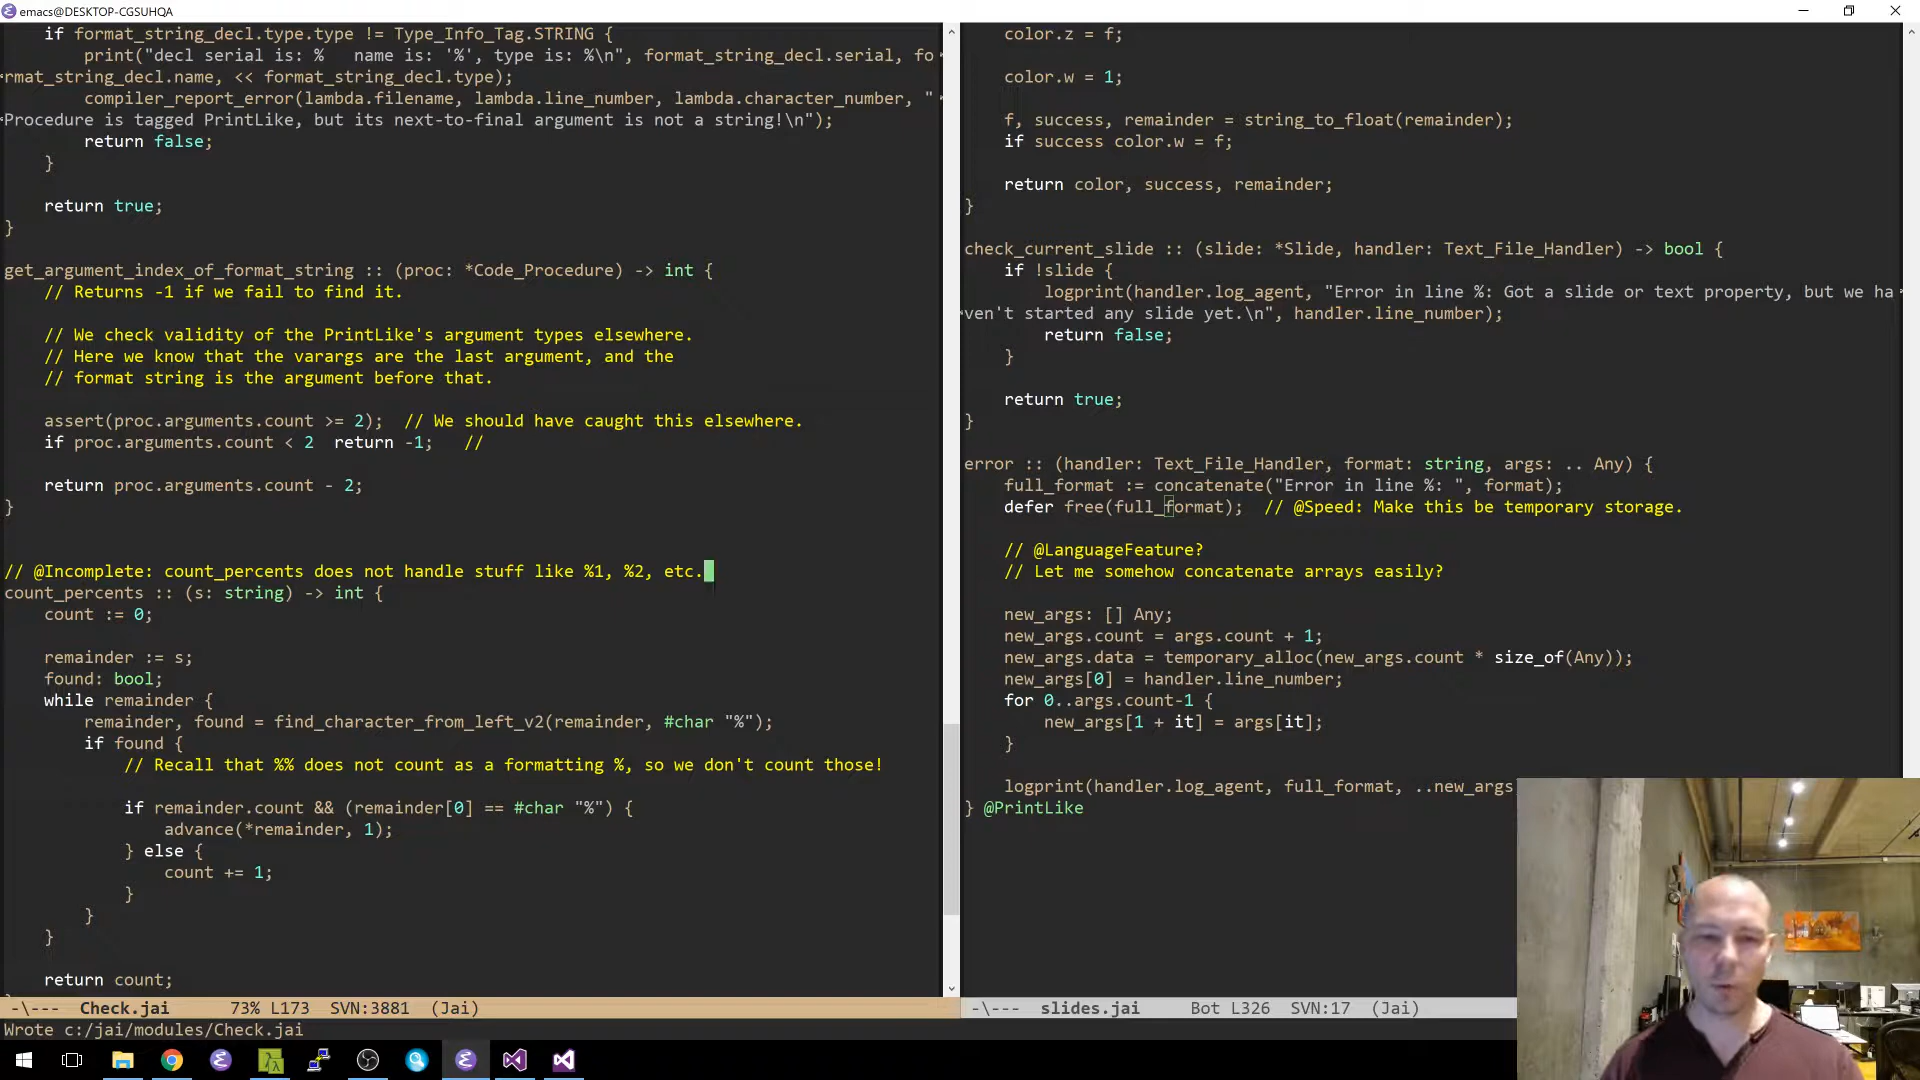 emacs@DESKTOP-CGSUHQA
if format_string_decl.type.type != Type_Info_Tag.STRING {
print("decl serial is: %   name is: '%', type is: %\n", format_string_decl.serial, fo
rmat_string_decl.name, << format_string_decl.type);
compiler_report_error(lambda.filename, lambda.line_number, lambda.character_number, "
Procedure is tagged PrintLike, but its next-to-final argument is not a string!\n");
return false;
}
return true;
}
get_argument_index_of_format_string :: (proc: *Code_Procedure) -> int {
// Returns -1 if we fail to find it.
// We check validity of the PrintLike's argument types elsewhere.
// Here we know that the varargs are the last argument, and the
// format string is the argument before that.
assert(proc.arguments.count >= 2);  // We should have caught this elsewhere.
if proc.arguments.count < 2  return -1;   //
return proc.arguments.count - 2;
}
// @Incomplete: count_percents does not handle stuff like %1, %2, etc.
count_percents :: (s: string) -> int {
count := 0;
remainder := s;
found: bool;
while remainder {
remainder, found = find_character_from_left_v2(remainder, #char "%");
if found {
// Recall that %% does not count as a formatting %, so we don't count those!
if remainder.count && (remainder[0] == #char "%") {
advance(*remainder, 1);
} else {
count += 1;
}
}
}
return count;
-\---  Check.jai      73% L173  SVN:3881  (Jai)
Wrote c:/jai/modules/Check.jai
color.z = f;
color.w = 1;
f, success, remainder = string_to_float(remainder);
if success color.w = f;
return color, success, remainder;
}
check_current_slide :: (slide: *Slide, handler: Text_File_Handler) -> bool {
if !slide {
logprint(handler.log_agent, "Error in line %: Got a slide or text property, but we ha
ven't started any slide yet.\n", handler.line_number);
return false;
}
return true;
}
error :: (handler: Text_File_Handler, format: string, args: .. Any) {
full_format := concatenate("Error in line %: ", format);
defer free(full_format);  // @Speed: Make this be temporary storage.
// @LanguageFeature?
// Let me somehow concatenate arrays easily?
new_args: [] Any;
new_args.count = args.count + 1;
new_args.data = temporary_alloc(new_args.count * size_of(Any));
new_args[0] = handler.line_number;
for 0..args.count-1 {
new_args[1 + it] = args[it];
}
logprint(handler.log_agent, full_format, ..new_args
} @PrintLike
-\---  slides.jai     Bot L326  SVN:17  (Jai)